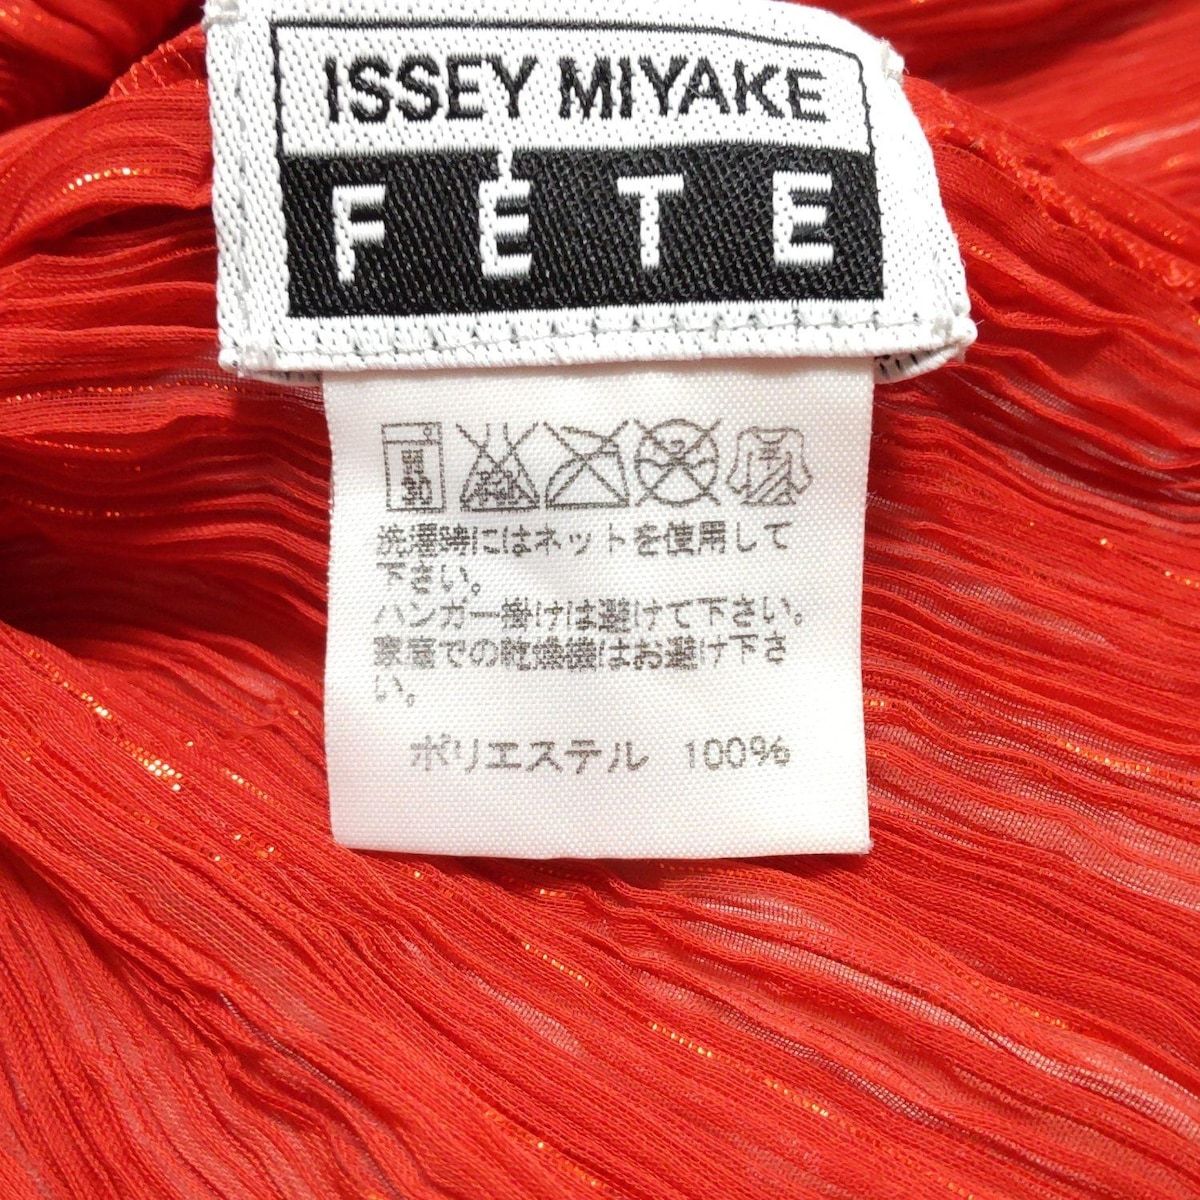 ISSEY MIYAKE
FÊTE
洗濯時にはネットを使用して
下さい。
ハンガー掛けは避けて下さい。
家庭での乾燥機はお避け下さ
い。
ポリエステル 100%